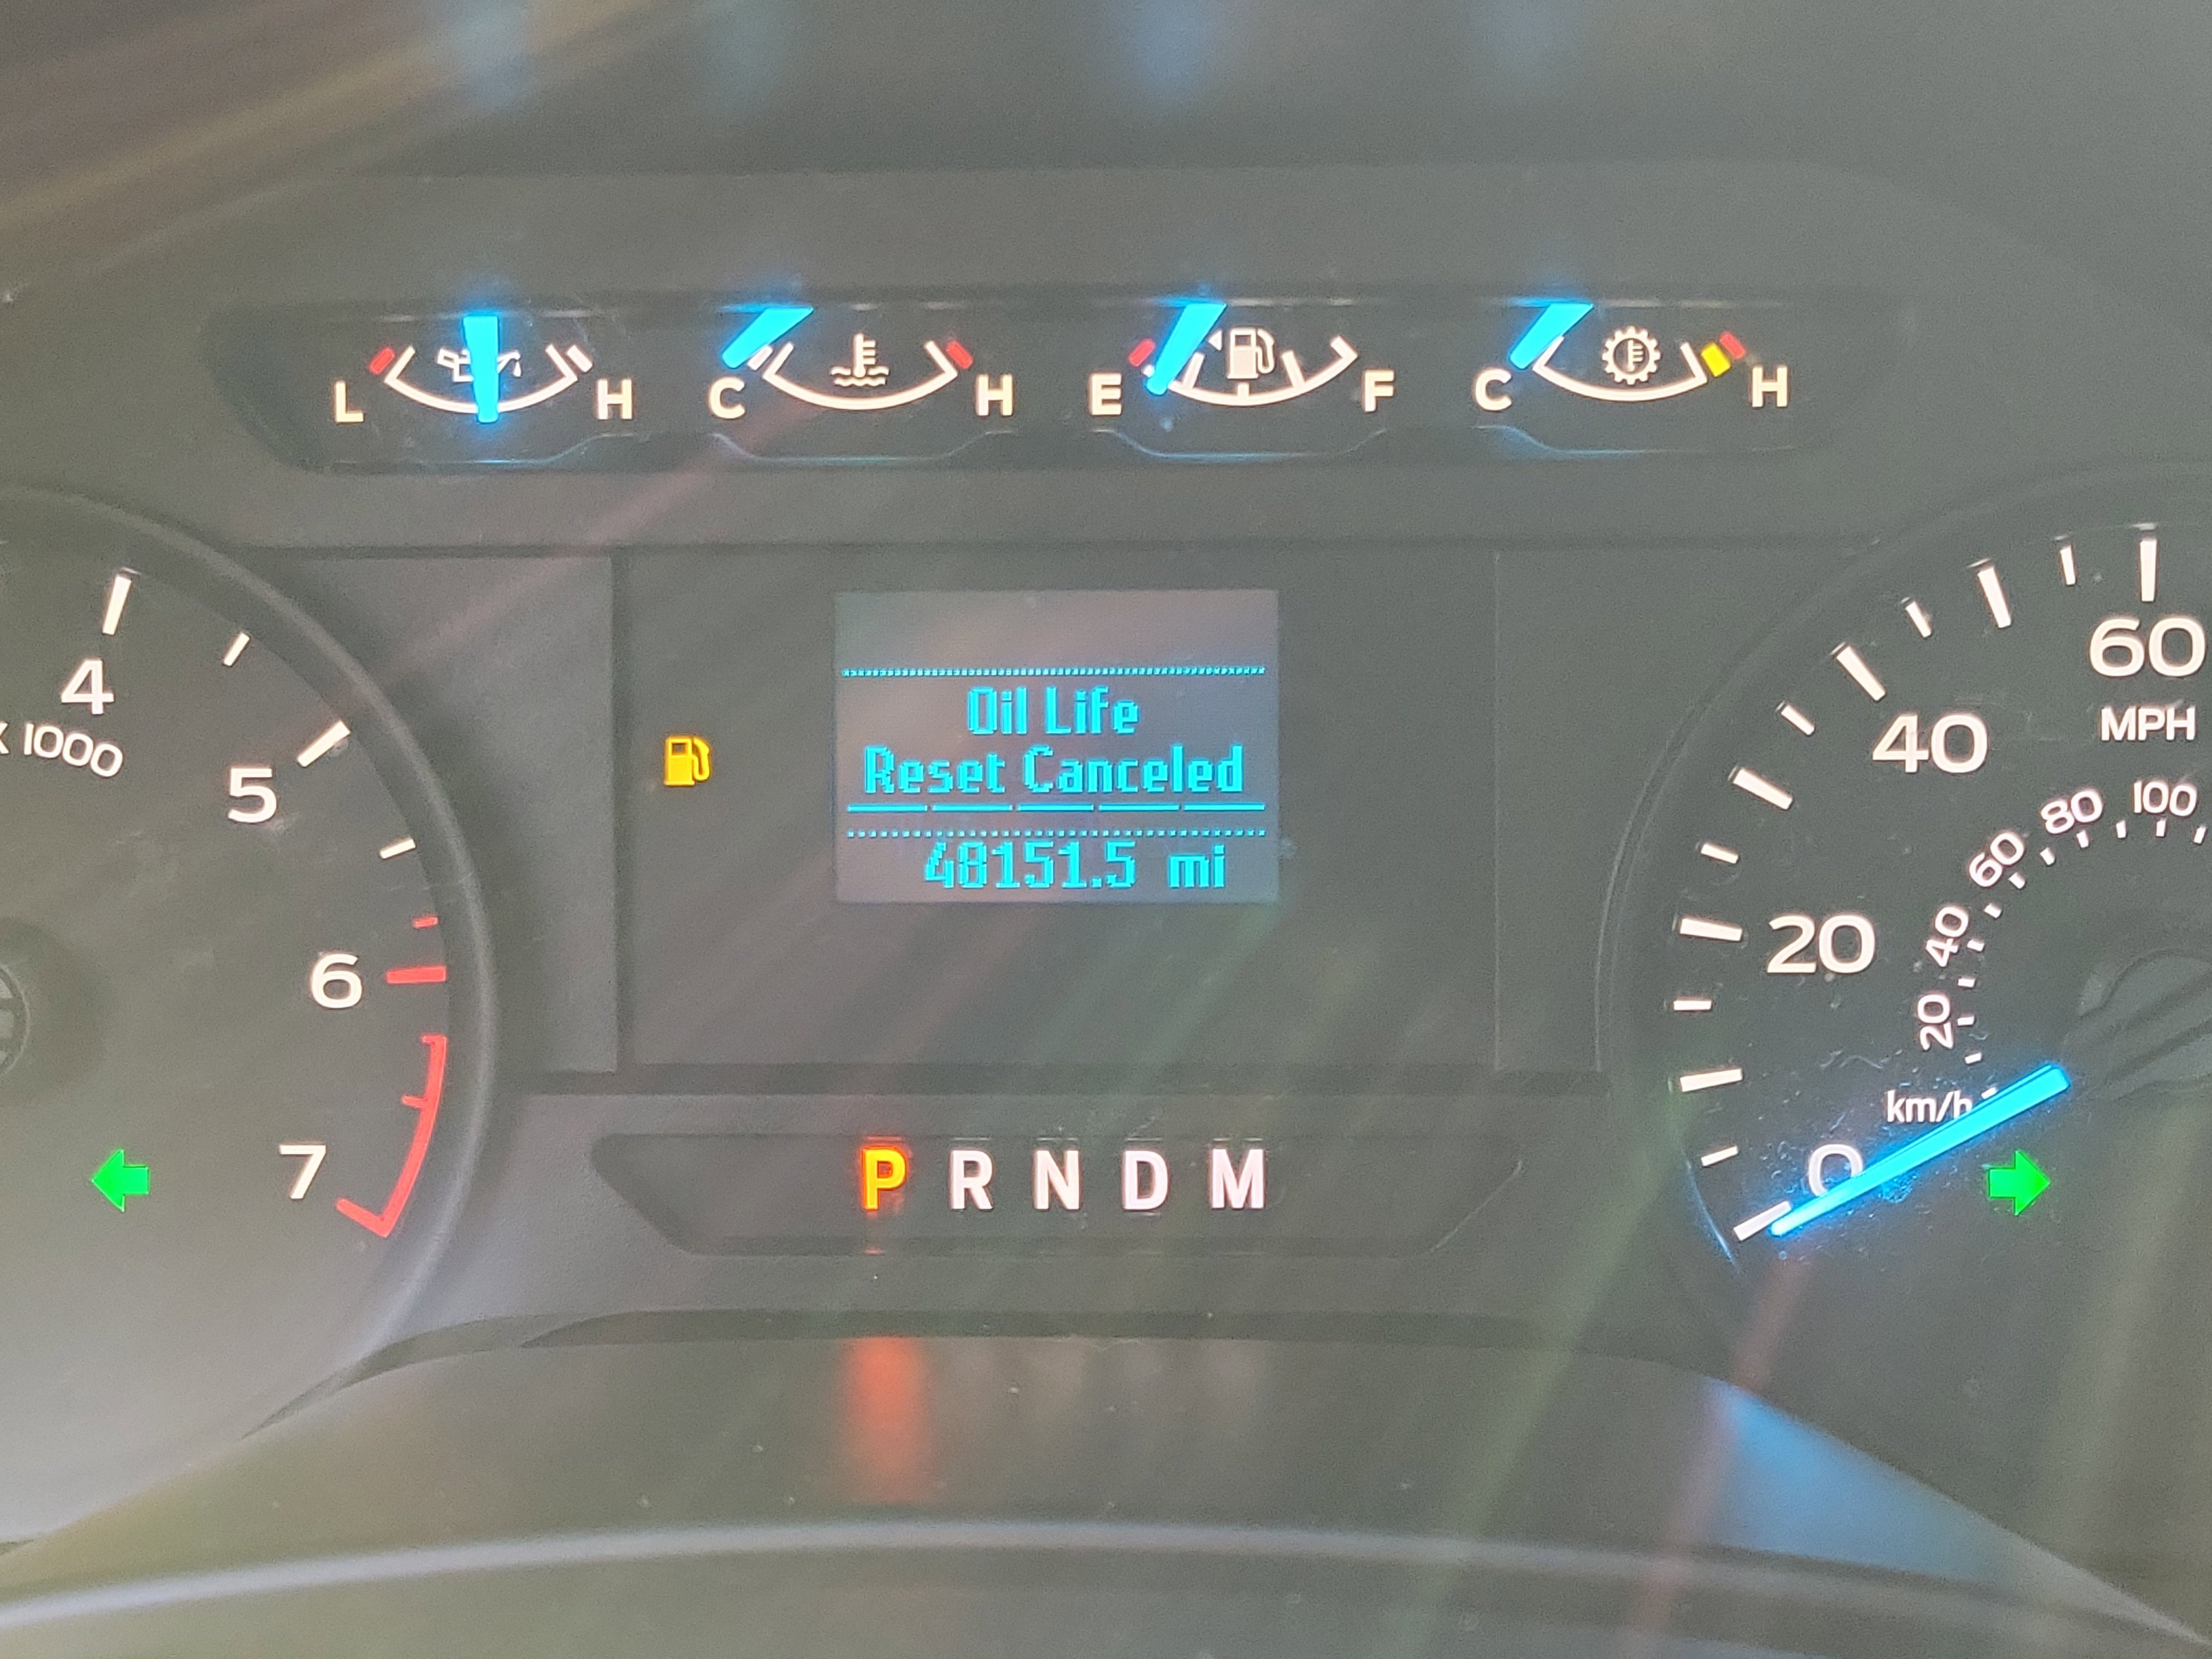 L H C H E F C H
4
X 1000
5
6
7
Oil Life
Reset Canceled
48151.5 mi
P R N D M
60
MPH
40
20
0
100
80
60
40
20
km/h